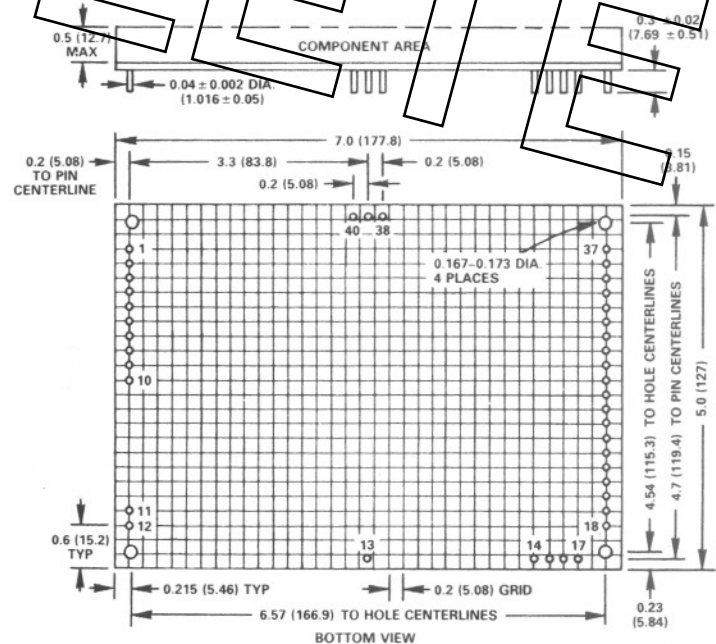 0.5 (12.7)
MAX
COMPONENT AREA
0.3 ± 0.02
(7.69 ± 0.51)
0.04 ± 0.002 DIA.
(1.016 ± 0.05)
7.0 (177.8)
0.2 (5.08)
TO PIN
CENTERLINE
3.3 (83.8)
0.2 (5.08)
0.2 (5.08)
0.15
(3.81)
40 ... 38
1
37
0.167–0.173 DIA.
4 PLACES
10
4.54 (115.3) TO HOLE CENTERLINES
4.7 (119.4) TO PIN CENTERLINES
5.0 (127)
11
12
18
0.6 (15.2)
TYP
13
14
17
0.215 (5.46) TYP
0.2 (5.08) GRID
0.23
(5.84)
6.57 (166.9) TO HOLE CENTERLINES
BOTTOM VIEW